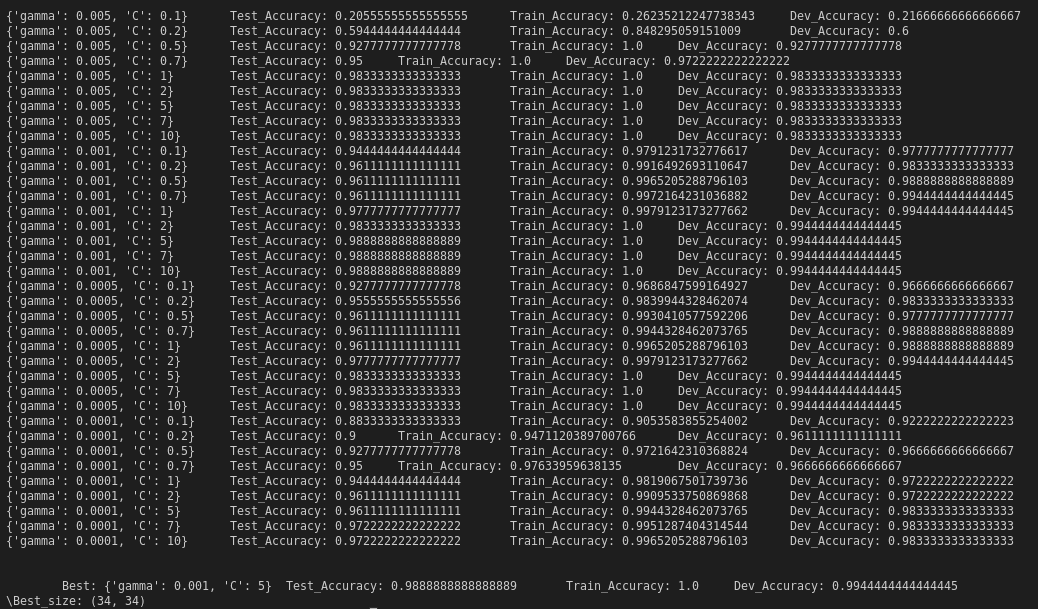 {'gamma': 0.005, 'C': 0.1}     Test_Accuracy: 0.20555555555555555      Train_Accuracy: 0.26235212247738343     Dev_Accuracy: 0.21666666666666667
{'gamma': 0.005, 'C': 0.2}     Test_Accuracy: 0.5944444444444444       Train_Accuracy: 0.848295059151009       Dev_Accuracy: 0.6
{'gamma': 0.005, 'C': 0.5}     Test_Accuracy: 0.9277777777777778       Train_Accuracy: 1.0     Dev_Accuracy: 0.9277777777777778
{'gamma': 0.005, 'C': 0.7}     Test_Accuracy: 0.95     Train_Accuracy: 1.0     Dev_Accuracy: 0.9722222222222222
{'gamma': 0.005, 'C': 1}       Test_Accuracy: 0.9833333333333333       Train_Accuracy: 1.0     Dev_Accuracy: 0.9833333333333333
{'gamma': 0.005, 'C': 2}       Test_Accuracy: 0.9833333333333333       Train_Accuracy: 1.0     Dev_Accuracy: 0.9833333333333333
{'gamma': 0.005, 'C': 5}       Test_Accuracy: 0.9833333333333333       Train_Accuracy: 1.0     Dev_Accuracy: 0.9833333333333333
{'gamma': 0.005, 'C': 7}       Test_Accuracy: 0.9833333333333333       Train_Accuracy: 1.0     Dev_Accuracy: 0.9833333333333333
{'gamma': 0.005, 'C': 10}      Test_Accuracy: 0.9833333333333333       Train_Accuracy: 1.0     Dev_Accuracy: 0.9833333333333333
{'gamma': 0.001, 'C': 0.1}     Test_Accuracy: 0.9444444444444444       Train_Accuracy: 0.9791231732776617      Dev_Accuracy: 0.9777777777777777
{'gamma': 0.001, 'C': 0.2}     Test_Accuracy: 0.9611111111111111       Train_Accuracy: 0.9916492693110647      Dev_Accuracy: 0.9833333333333333
{'gamma': 0.001, 'C': 0.5}     Test_Accuracy: 0.9611111111111111       Train_Accuracy: 0.9965205288796103      Dev_Accuracy: 0.9888888888888889
{'gamma': 0.001, 'C': 0.7}     Test_Accuracy: 0.9611111111111111       Train_Accuracy: 0.9972164231036882      Dev_Accuracy: 0.9944444444444445
{'gamma': 0.001, 'C': 1}       Test_Accuracy: 0.9777777777777777       Train_Accuracy: 0.9979123173277662      Dev_Accuracy: 0.9944444444444445
{'gamma': 0.001, 'C': 2}       Test_Accuracy: 0.9833333333333333       Train_Accuracy: 1.0     Dev_Accuracy: 0.9944444444444445
{'gamma': 0.001, 'C': 5}       Test_Accuracy: 0.9888888888888889       Train_Accuracy: 1.0     Dev_Accuracy: 0.9944444444444445
{'gamma': 0.001, 'C': 7}       Test_Accuracy: 0.9888888888888889       Train_Accuracy: 1.0     Dev_Accuracy: 0.9944444444444445
{'gamma': 0.001, 'C': 10}      Test_Accuracy: 0.9888888888888889       Train_Accuracy: 1.0     Dev_Accuracy: 0.9944444444444445
{'gamma': 0.0005, 'C': 0.1}    Test_Accuracy: 0.9277777777777778       Train_Accuracy: 0.9686847599164927      Dev_Accuracy: 0.9666666666666667
{'gamma': 0.0005, 'C': 0.2}    Test_Accuracy: 0.9555555555555556       Train_Accuracy: 0.9839944328462074      Dev_Accuracy: 0.9833333333333333
{'gamma': 0.0005, 'C': 0.5}    Test_Accuracy: 0.9611111111111111       Train_Accuracy: 0.9930410577592206      Dev_Accuracy: 0.9777777777777777
{'gamma': 0.0005, 'C': 0.7}    Test_Accuracy: 0.9611111111111111       Train_Accuracy: 0.9944328462073765      Dev_Accuracy: 0.9888888888888889
{'gamma': 0.0005, 'C': 1}      Test_Accuracy: 0.9611111111111111       Train_Accuracy: 0.9965205288796103      Dev_Accuracy: 0.9888888888888889
{'gamma': 0.0005, 'C': 2}      Test_Accuracy: 0.9777777777777777       Train_Accuracy: 0.9979123173277662      Dev_Accuracy: 0.9944444444444445
{'gamma': 0.0005, 'C': 5}      Test_Accuracy: 0.9833333333333333       Train_Accuracy: 1.0     Dev_Accuracy: 0.9944444444444445
{'gamma': 0.0005, 'C': 7}      Test_Accuracy: 0.9833333333333333       Train_Accuracy: 1.0     Dev_Accuracy: 0.9944444444444445
{'gamma': 0.0005, 'C': 10}     Test_Accuracy: 0.9833333333333333       Train_Accuracy: 1.0     Dev_Accuracy: 0.9944444444444445
{'gamma': 0.0001, 'C': 0.1}    Test_Accuracy: 0.8833333333333333       Train_Accuracy: 0.9053583855254002      Dev_Accuracy: 0.9222222222222223
{'gamma': 0.0001, 'C': 0.2}    Test_Accuracy: 0.9      Train_Accuracy: 0.9471120389700766      Dev_Accuracy: 0.9611111111111111
{'gamma': 0.0001, 'C': 0.5}    Test_Accuracy: 0.9277777777777778       Train_Accuracy: 0.9721642310368824      Dev_Accuracy: 0.9666666666666667
{'gamma': 0.0001, 'C': 0.7}    Test_Accuracy: 0.95     Train_Accuracy: 0.97633959638135        Dev_Accuracy: 0.9666666666666667
{'gamma': 0.0001, 'C': 1}      Test_Accuracy: 0.9444444444444444       Train_Accuracy: 0.9819067501739736      Dev_Accuracy: 0.9722222222222222
{'gamma': 0.0001, 'C': 2}      Test_Accuracy: 0.9611111111111111       Train_Accuracy: 0.9909533750869868      Dev_Accuracy: 0.9722222222222222
{'gamma': 0.0001, 'C': 5}      Test_Accuracy: 0.9611111111111111       Train_Accuracy: 0.9944328462073765      Dev_Accuracy: 0.9833333333333333
{'gamma': 0.0001, 'C': 7}      Test_Accuracy: 0.9722222222222222       Train_Accuracy: 0.9951287404314544      Dev_Accuracy: 0.9833333333333333
{'gamma': 0.0001, 'C': 10}     Test_Accuracy: 0.9722222222222222       Train_Accuracy: 0.9965205288796103      Dev_Accuracy: 0.9833333333333333
Best: {'gamma': 0.001, 'C': 5}  Test_Accuracy: 0.9888888888888889       Train_Accuracy: 1.0     Dev_Accuracy: 0.9944444444444445
\Best_size: (34, 34)